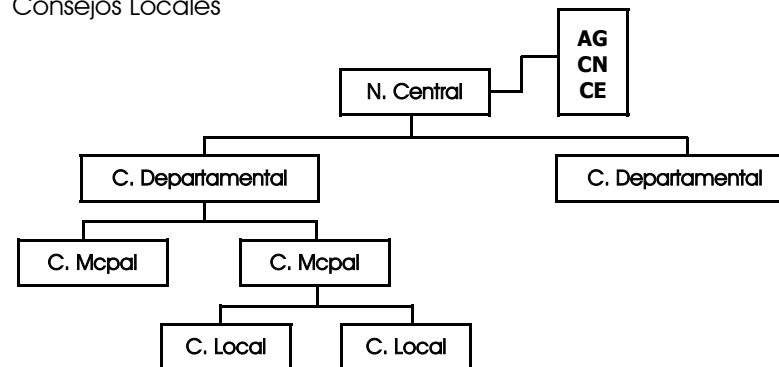 Consejos Locales
AG
CN
CE
N. Central
C. Departamental
C. Departamental
C. Mcpal
C. Mcpal
C. Local
C. Local